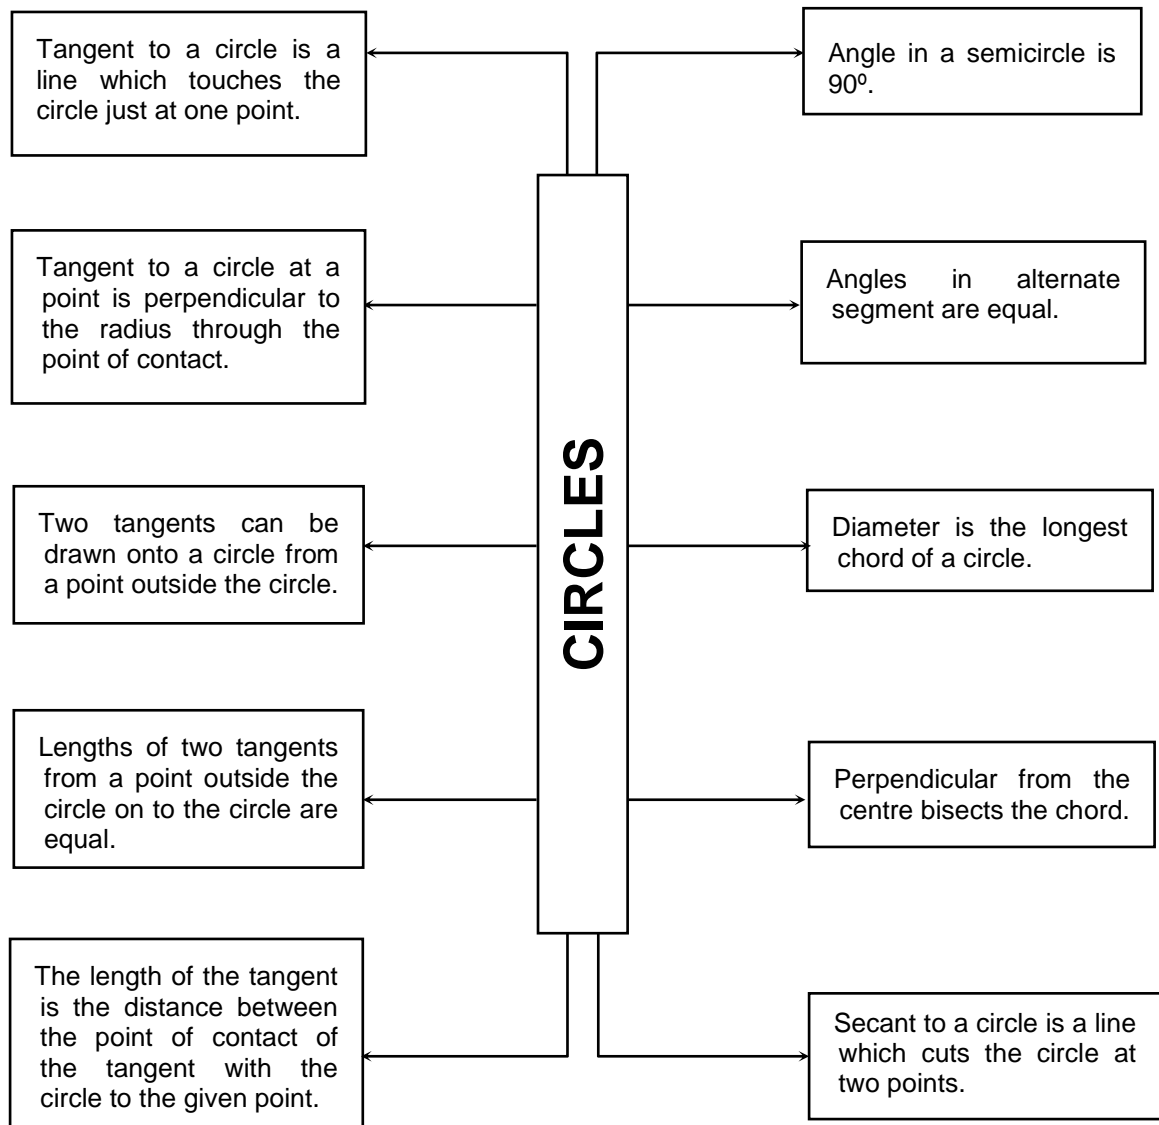 Tangent to a circle is a
line which touches the
circle just at one point.
Angle in a semicircle is
90º.
Tangent to a circle at a
point is perpendicular to
the radius through the
point of contact.
Angles in alternate
segment are equal.
CIRCLES
Two tangents can be
drawn onto a circle from
a point outside the circle.
Diameter is the longest
chord of a circle.
Lengths of two tangents
from a point outside the
circle on to the circle are
equal.
Perpendicular from the
centre bisects the chord.
The length of the tangent
is the distance between
the point of contact of
the tangent with the
circle to the given point.
Secant to a circle is a line
which cuts the circle at
two points.